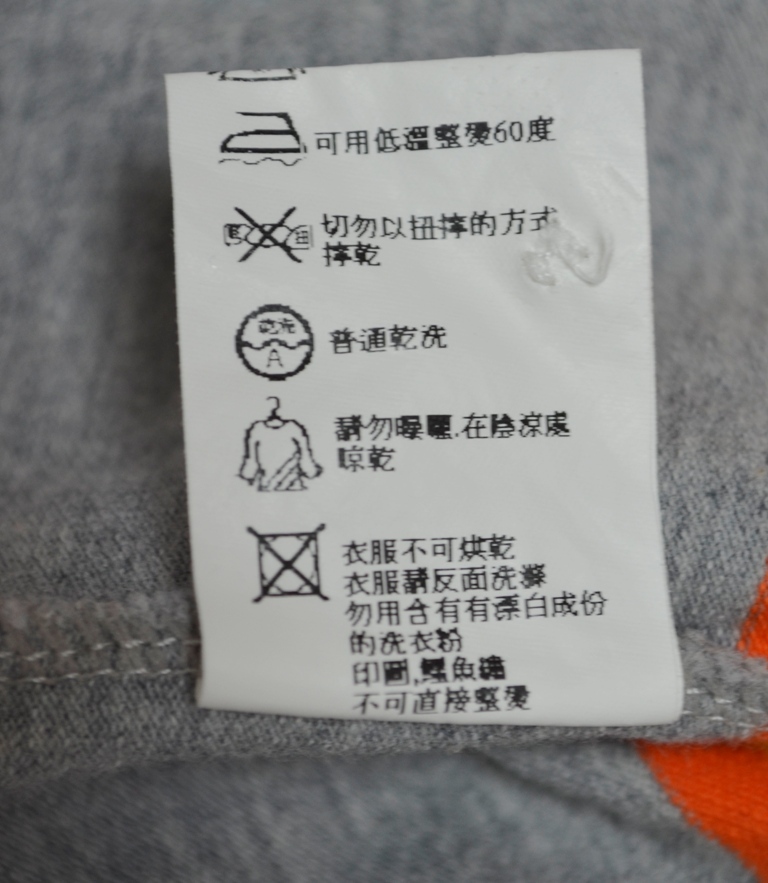 可用低溫整燙60度
切勿以扭擰的方式
擰乾
乾洗
A
普通乾洗
請勿曝曬.在陰涼處
晾乾
衣服不可烘乾
衣服請反面洗滌
勿用含有有漂白成份
的洗衣粉
印圖,鱷魚繡
不可直接整燙